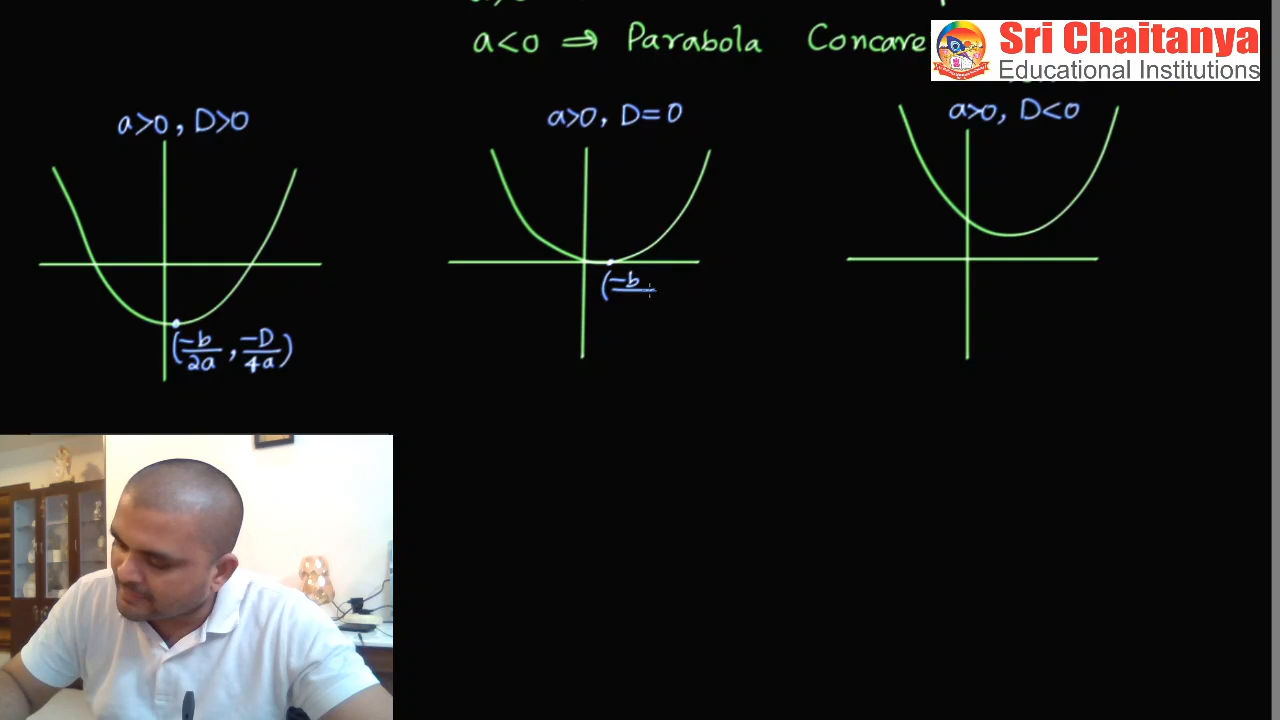 a<0 ⇒ Parabola Concave
Sri Chaitanya
Educational Institutions
a>0, D>0
a>0, D=0
a>0, D<0
(-b
(-b/2a, -D/4a)